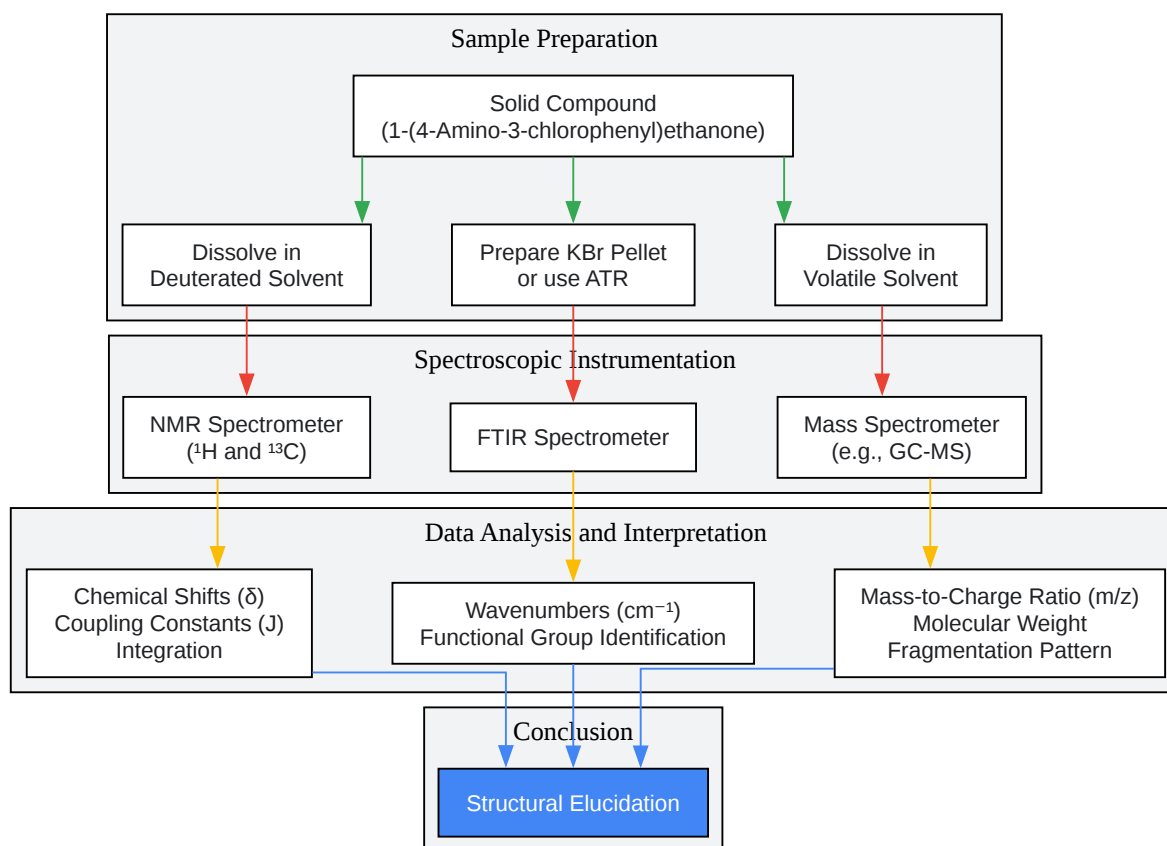 Sample Preparation
Solid Compound
(1-(4-Amino-3-chlorophenyl)ethanone)
Dissolve in
Deuterated Solvent
Prepare KBr Pellet
or use ATR
Dissolve in
Volatile Solvent
Spectroscopic Instrumentation
NMR Spectrometer
(¹H and ¹³C)
FTIR Spectrometer
Mass Spectrometer
(e.g., GC-MS)
Data Analysis and Interpretation
Chemical Shifts (δ)
Coupling Constants (J)
Integration
Wavenumbers (cm⁻¹)
Functional Group Identification
Mass-to-Charge Ratio (m/z)
Molecular Weight
Fragmentation Pattern
Conclusion
Structural Elucidation